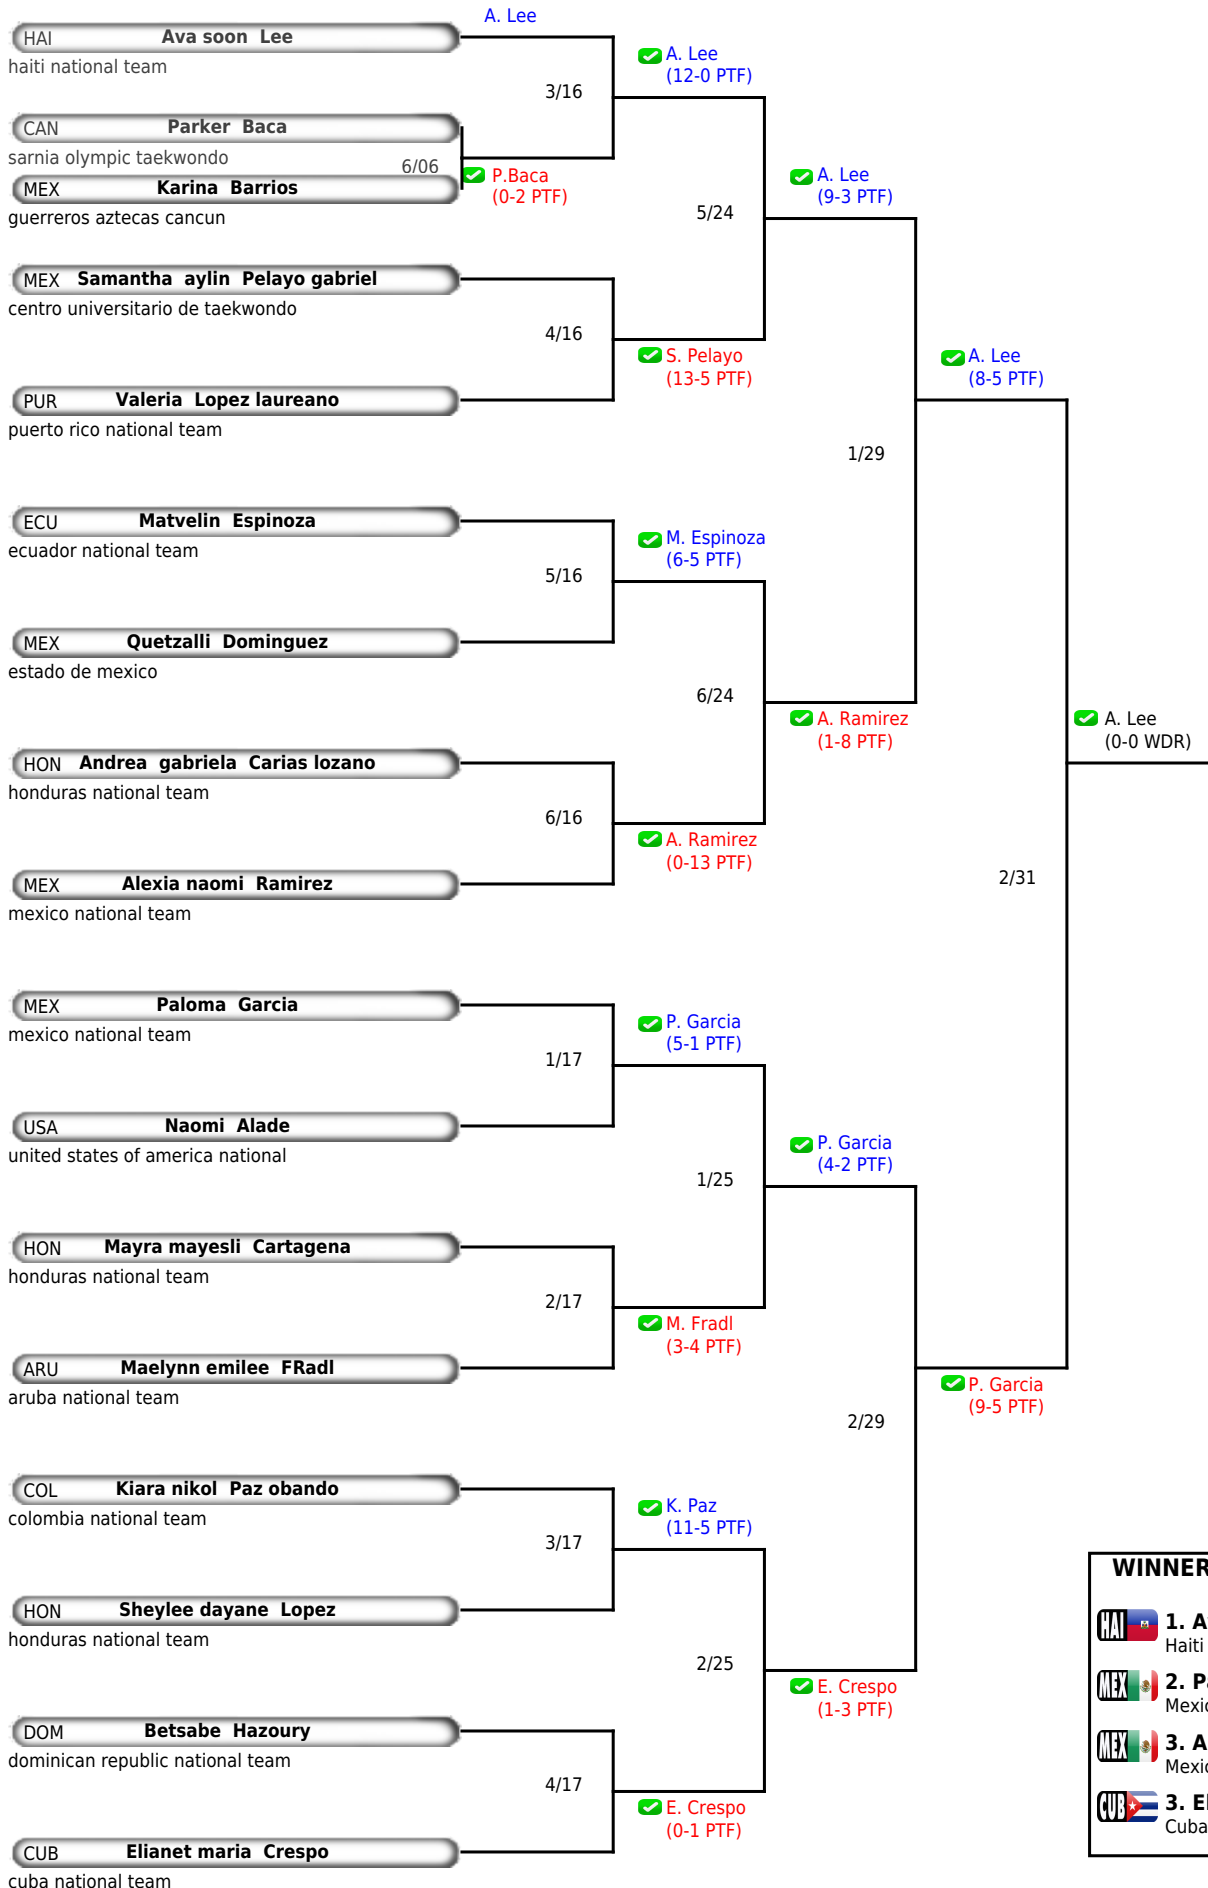 A. Lee
HAI Ava soon Lee
haiti national team
A. Lee
(12-0 PTF)
3/16
CAN Parker Baca
sarnia olympic taekwondo
6/06
P.Baca
(0-2 PTF)
MEX Karina Barrios
guerreros aztecas cancun
A. Lee
(9-3 PTF)
5/24
MEX Samantha aylin Pelayo gabriel
centro universitario de taekwondo
4/16
S. Pelayo
(13-5 PTF)
PUR Valeria Lopez laureano
puerto rico national team
A. Lee
(8-5 PTF)
1/29
ECU Matvelin Espinoza
ecuador national team
M. Espinoza
(6-5 PTF)
5/16
MEX Quetzalli Dominguez
estado de mexico
6/24
A. Ramirez
(1-8 PTF)
A. Lee
(0-0 WDR)
HON Andrea gabriela Carias lozano
honduras national team
6/16
A. Ramirez
(0-13 PTF)
MEX Alexia naomi Ramirez
mexico national team
2/31
MEX Paloma Garcia
mexico national team
P. Garcia
(5-1 PTF)
1/17
USA Naomi Alade
united states of america national
P. Garcia
(4-2 PTF)
1/25
HON Mayra mayesli Cartagena
honduras national team
2/17
M. Fradl
(3-4 PTF)
ARU Maelynn emilee FRadl
aruba national team
P. Garcia
(9-5 PTF)
2/29
COL Kiara nikol Paz obando
colombia national team
K. Paz
(11-5 PTF)
3/17
HON Sheylee dayane Lopez
honduras national team
2/25
E. Crespo
(1-3 PTF)
DOM Betsabe Hazoury
dominican republic national team
4/17
E. Crespo
(0-1 PTF)
CUB Elianet maria Crespo
cuba national team
WINNER
HAI 1. A
Haiti
MEX 2. Pa
Mexic
MEX 3. A
Mexic
CUB 3. El
Cuba